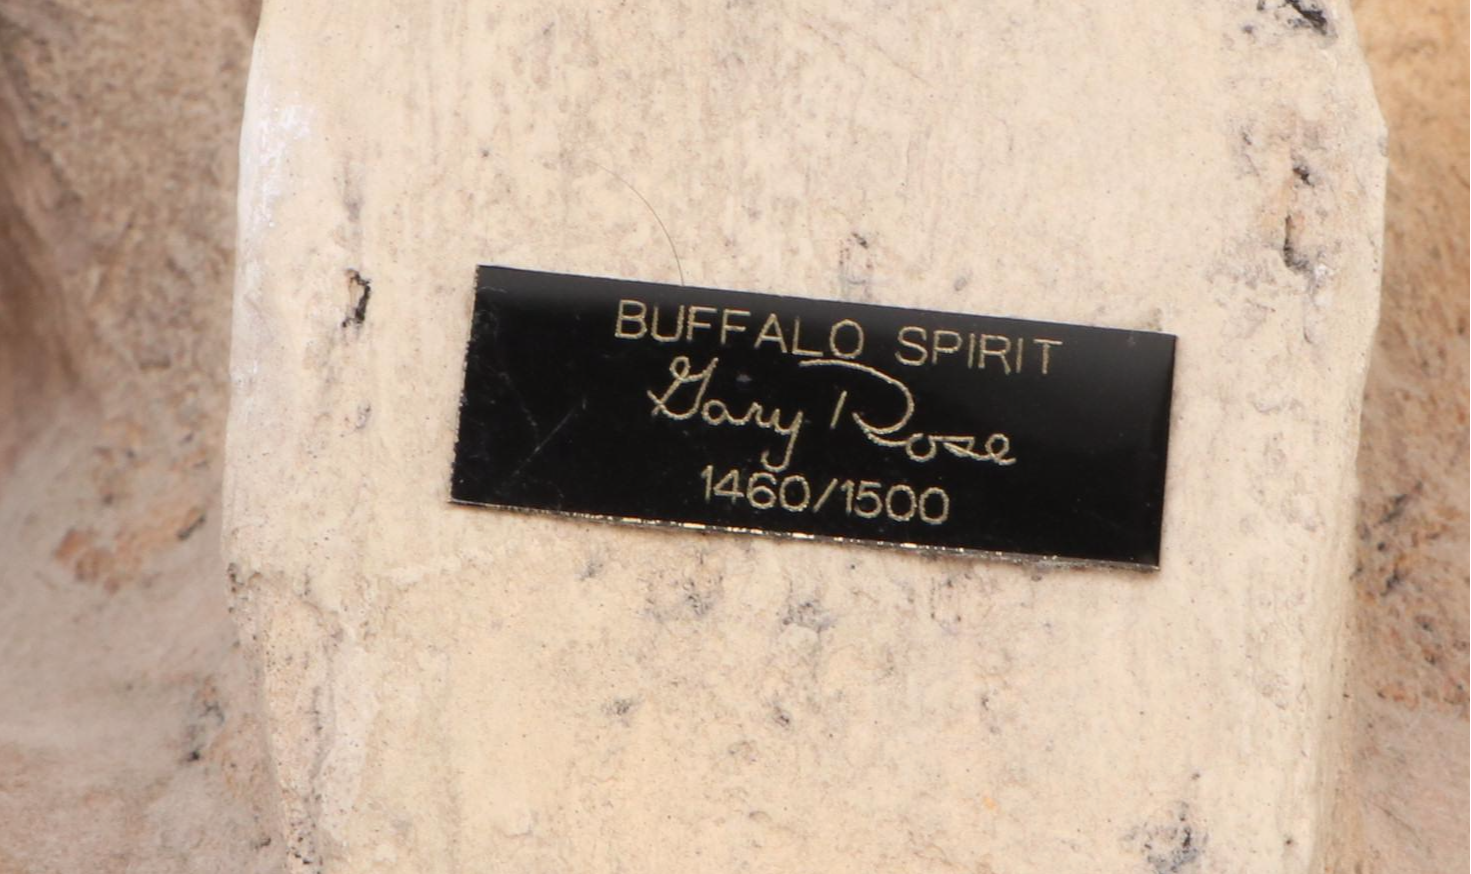 BUFFALO SPIRIT
Gary Rose
1460/1500